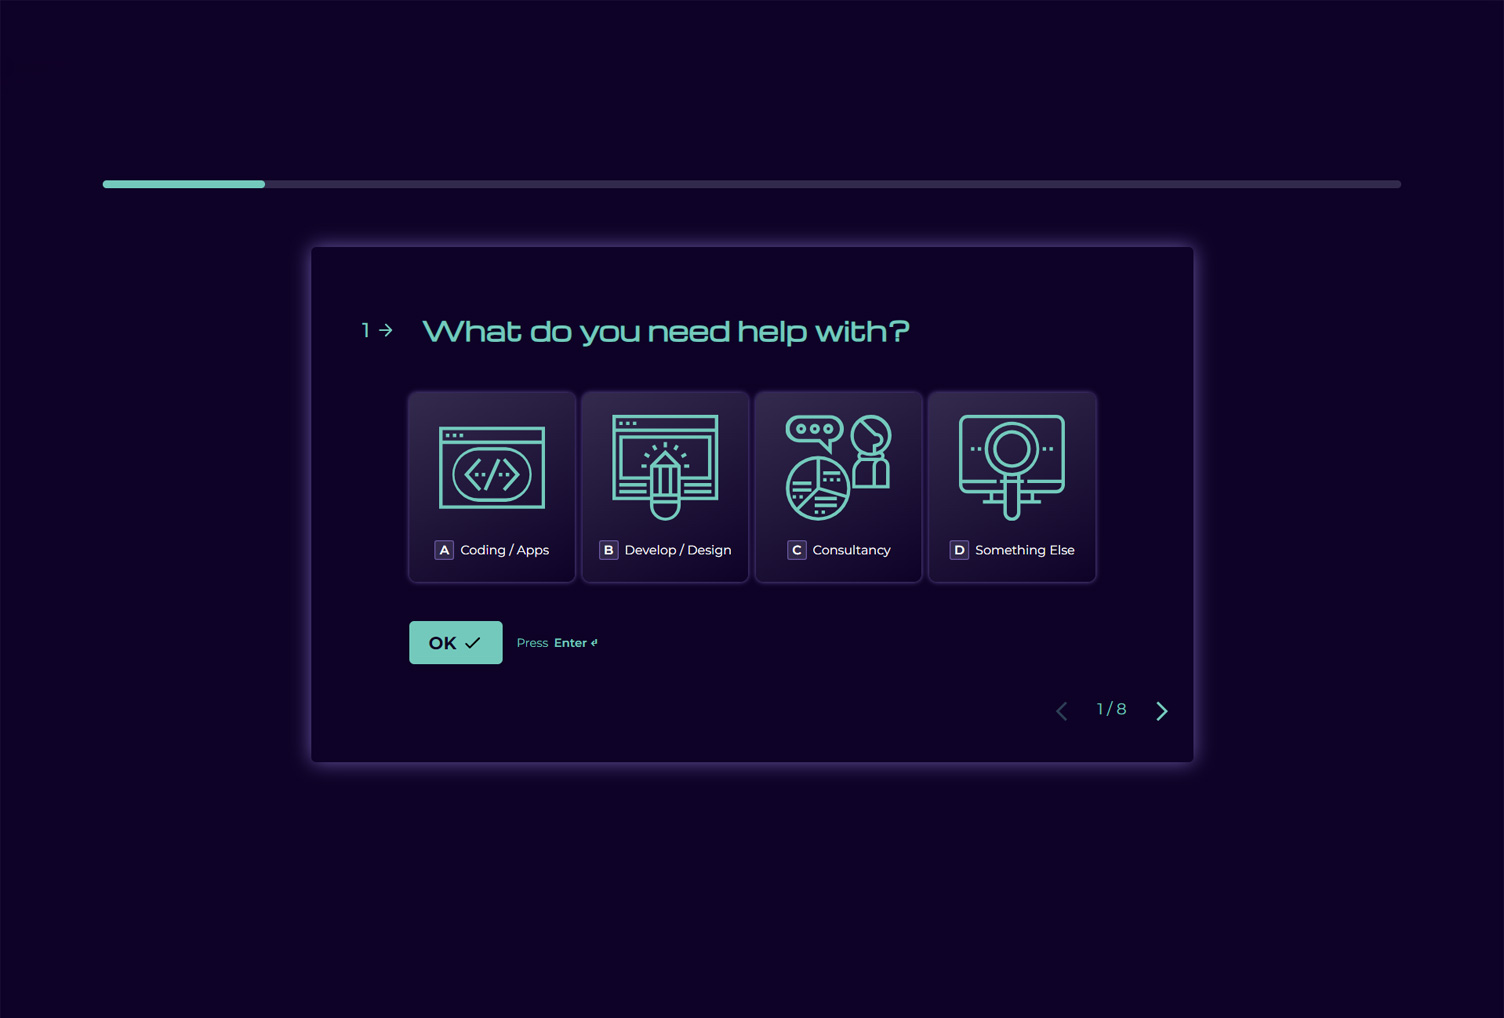 1 → What do you need help with?
A Coding / Apps
B Develop / Design
C Consultancy
D Something Else
OK ✓ Press Enter ↵
1 / 8